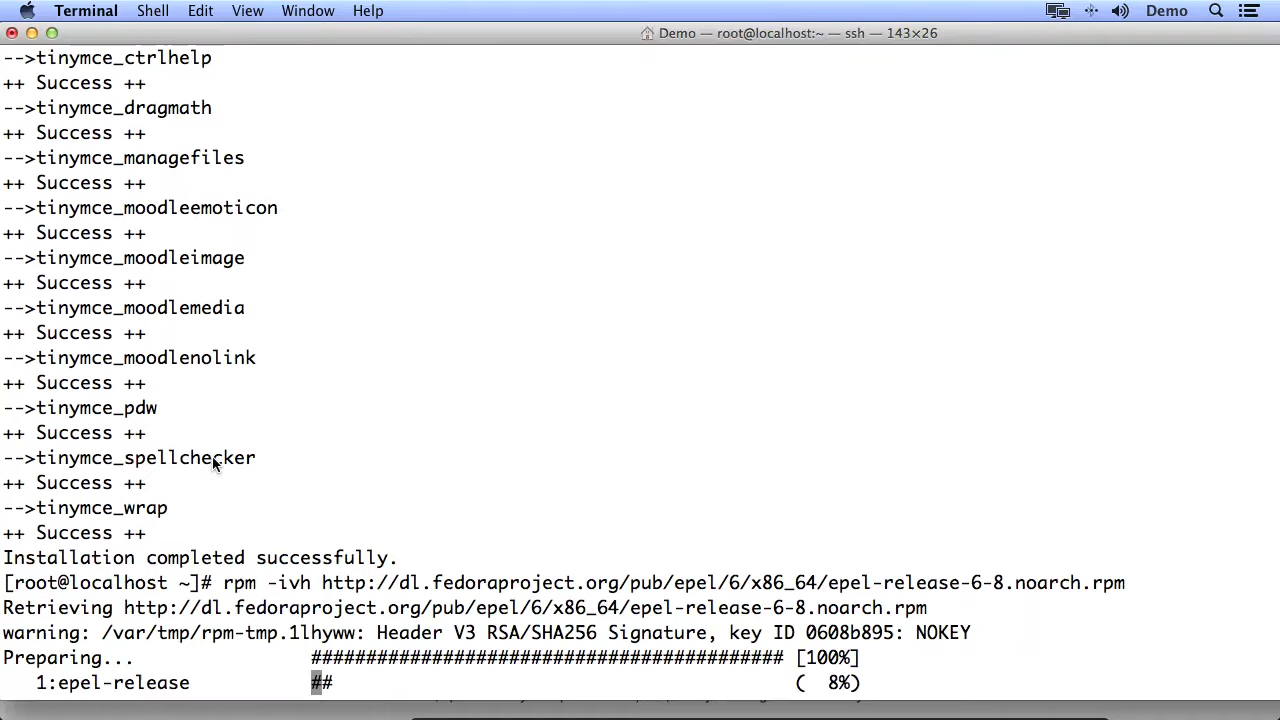 Terminal Shell Edit View Window Help Demo
Demo — root@localhost:~ — ssh — 143×26
-->tinymce_ctrlhelp
++ Success ++
-->tinymce_dragmath
++ Success ++
-->tinymce_managefiles
++ Success ++
-->tinymce_moodleemoticon
++ Success ++
-->tinymce_moodleimage
++ Success ++
-->tinymce_moodlemedia
++ Success ++
-->tinymce_moodlenolink
++ Success ++
-->tinymce_pdw
++ Success ++
-->tinymce_spellchecker
++ Success ++
-->tinymce_wrap
++ Success ++
Installation completed successfully.
[root@localhost ~]# rpm -ivh http://dl.fedoraproject.org/pub/epel/6/x86_64/epel-release-6-8.noarch.rpm
Retrieving http://dl.fedoraproject.org/pub/epel/6/x86_64/epel-release-6-8.noarch.rpm
warning: /var/tmp/rpm-tmp.1lhyww: Header V3 RSA/SHA256 Signature, key ID 0608b895: NOKEY
Preparing... ########################################### [100%]
1:epel-release ## ( 8%)